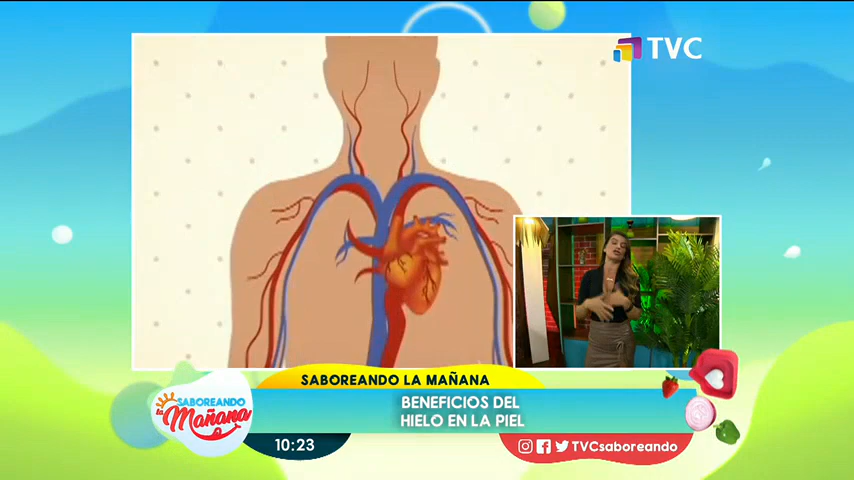 TVC
SABOREANDO LA MAÑANA
SABOREANDO
la Mañana
BENEFICIOS DEL
HIELO EN LA PIEL
10:23
TVCsaboreando